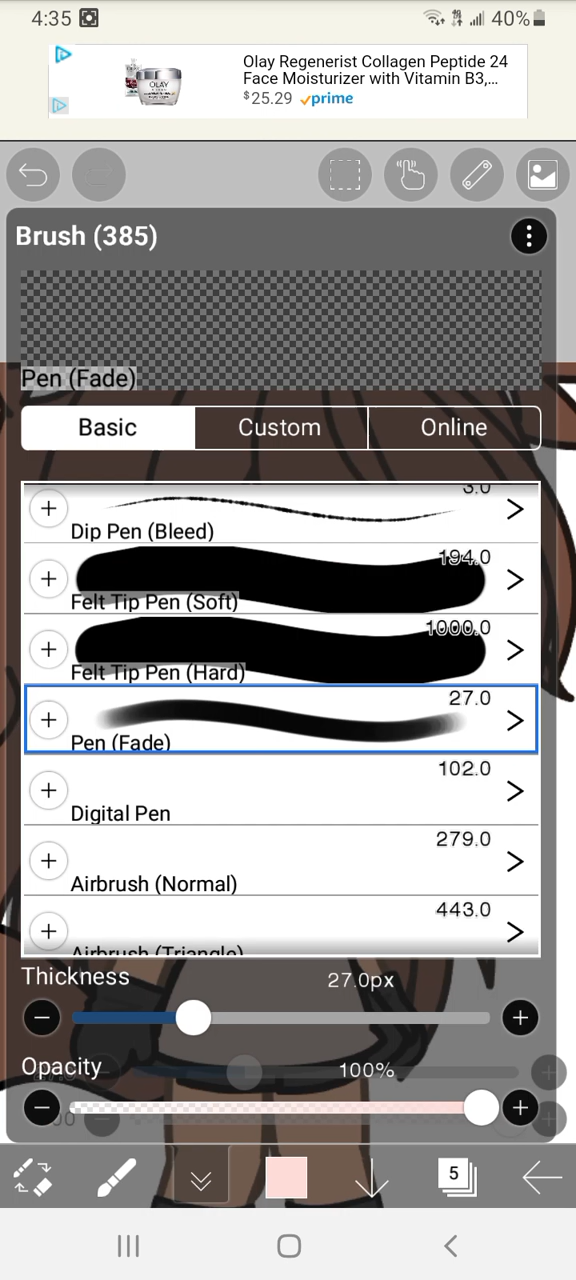 4:35
40%
Olay Regenerist Collagen Peptide 24
Face Moisturizer with Vitamin B3,...
$25.29 prime
OLAY
Brush (385)
Pen (Fade)
Basic Custom Online
3.0
Dip Pen (Bleed)
194.0
Felt Tip Pen (Soft)
1000.0
Felt Tip Pen (Hard)
27.0
Pen (Fade)
102.0
Digital Pen
279.0
Airbrush (Normal)
443.0
Airbrush (Triangle)
Thickness 27.0px
Opacity 100%
5